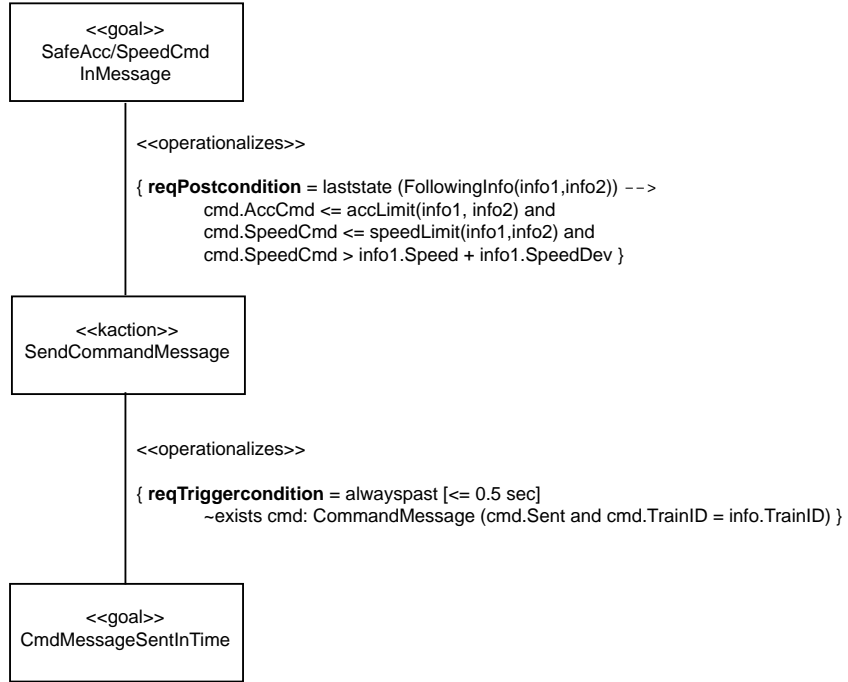 <<goal>>
SafeAcc/SpeedCmd
InMessage
<<operationalizes>>
{ reqPostcondition = laststate (FollowingInfo(info1,info2)) -->
cmd.AccCmd <= accLimit(info1, info2) and
cmd.SpeedCmd <= speedLimit(info1,info2) and
cmd.SpeedCmd > info1.Speed + info1.SpeedDev }
<<kaction>>
SendCommandMessage
<<operationalizes>>
{ reqTriggercondition = alwayspast [<= 0.5 sec]
~exists cmd: CommandMessage (cmd.Sent and cmd.TrainID = info.TrainID) }
<<goal>>
CmdMessageSentInTime